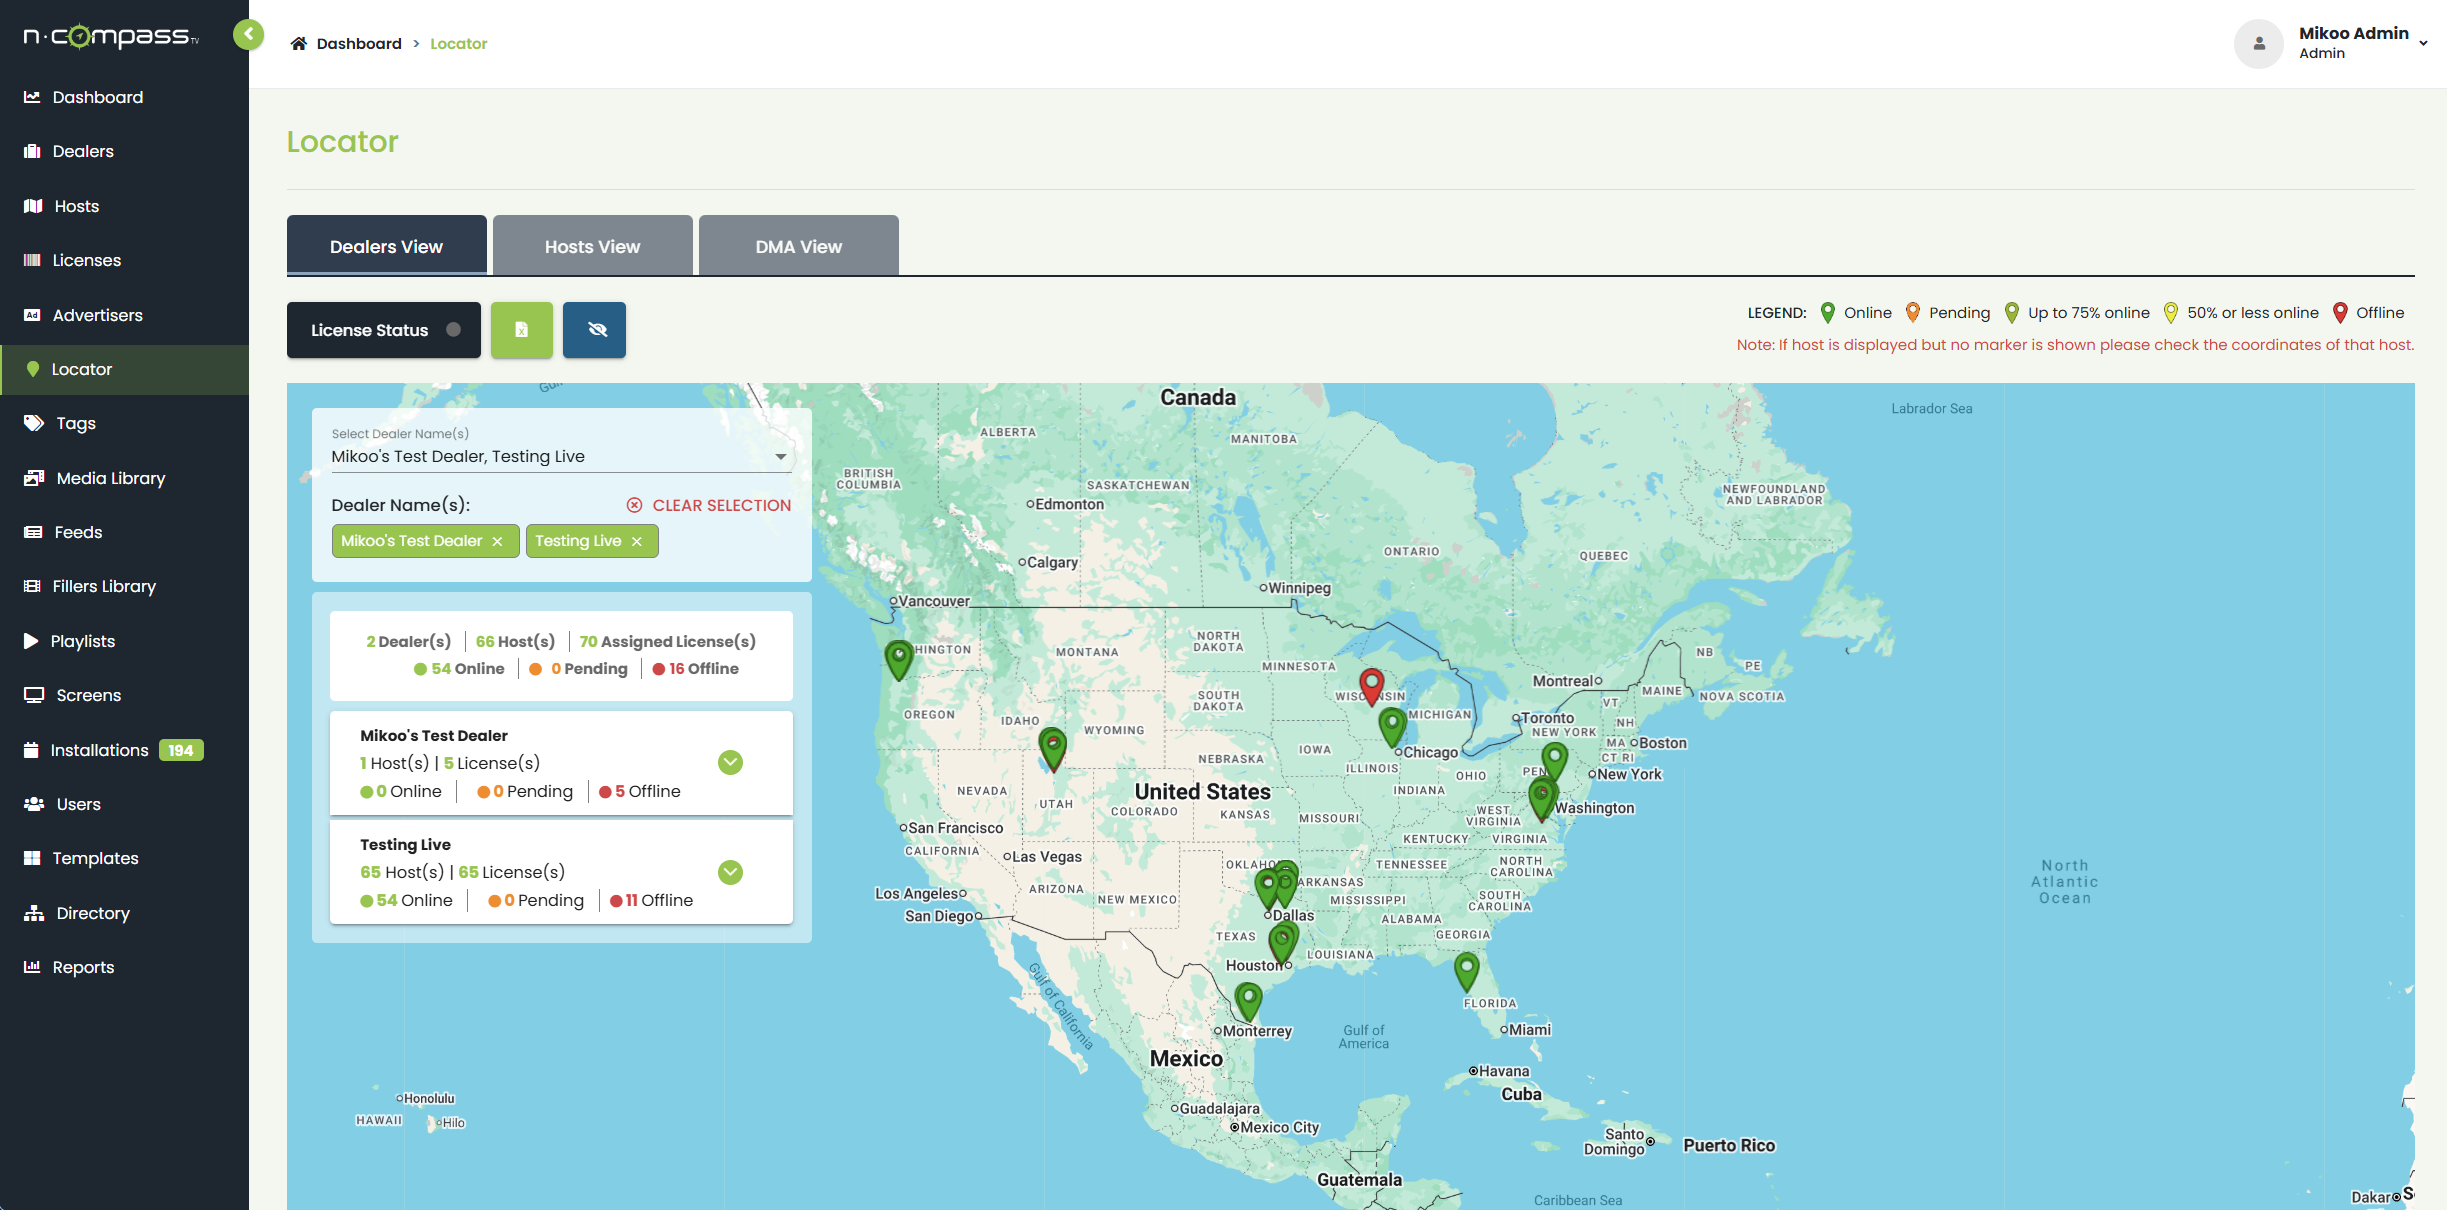 n·compass TV
Dashboard > Locator
Mikoo Admin
Admin
Dashboard
Dealers
Hosts
Licenses
Ad Advertisers
Locator
Tags
Media Library
Feeds
Fillers Library
Playlists
Screens
Installations 194
Users
Templates
Directory
Reports
Locator
Dealers View
Hosts View
DMA View
License Status
LEGEND: Online Pending Up to 75% online 50% or less online Offline
Note: If host is displayed but no marker is shown please check the coordinates of that host.
Select Dealer Name(s)
Mikoo's Test Dealer, Testing Live
Dealer Name(s):
CLEAR SELECTION
Mikoo's Test Dealer ×
Testing Live ×
2 Dealer(s) | 66 Host(s) | 70 Assigned License(s)
54 Online | 0 Pending | 16 Offline
Mikoo's Test Dealer
1 Host(s) | 5 License(s)
0 Online | 0 Pending | 5 Offline
Testing Live
65 Host(s) | 65 License(s)
54 Online | 0 Pending | 11 Offline
Canada
Labrador Sea
ALBERTA
MANITOBA
BRITISH
COLUMBIA
SASKATCHEWAN
NEWFOUNDLAND
AND LABRADOR
Edmonton
ONTARIO
QUEBEC
Calgary
Winnipeg
Vancouver
HINGTON
MONTANA
NORTH
DAKOTA
MINNESOTA
NB
PE
Montreal
MAINE
NOVA SCOTIA
WISC NSIN
SOUTH
DAKOTA
OREGON
IDAHO
MICHIGAN
VT
NH
Toronto
NEW YORK
WYOMING
MA
Boston
IOWA
Chicago
CT RI
NEBRASKA
ILLINOIS
OHIO
PEN
New York
NEVADA
United States
INDIANA
UTAH
COLORADO
KANSAS
MISSOURI
WEST
VIRGINIA
Washington
San Francisco
KENTUCKY
VIRGINIA
CALIFORNIA
Las Vegas
OKLAHO
TENNESSEE
NORTH
CAROLINA
North
Atlantic
Ocean
ARKANSAS
Los Angeles
ARIZONA
NEW MEXICO
MISSISSIPPI
SOUTH
CAROLINA
San Diego
Dallas
ALABAMA
TEXAS
GEORGIA
LOUISIANA
Houston
Gulf of California
FLORIDA
Monterrey
Gulf of
America
Miami
Mexico
Havana
Cuba
Honolulu
HAWAII
Hilo
Guadalajara
Mexico City
Santo
Domingo
Puerto Rico
Guatemala
Caribbean Sea
Dakar